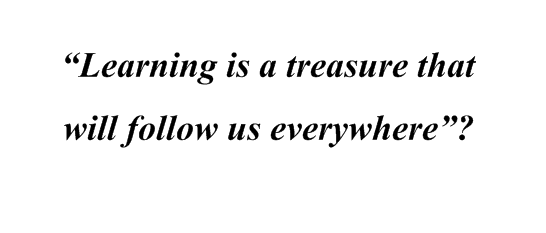 “Learning is a treasure that
will follow us everywhere”?